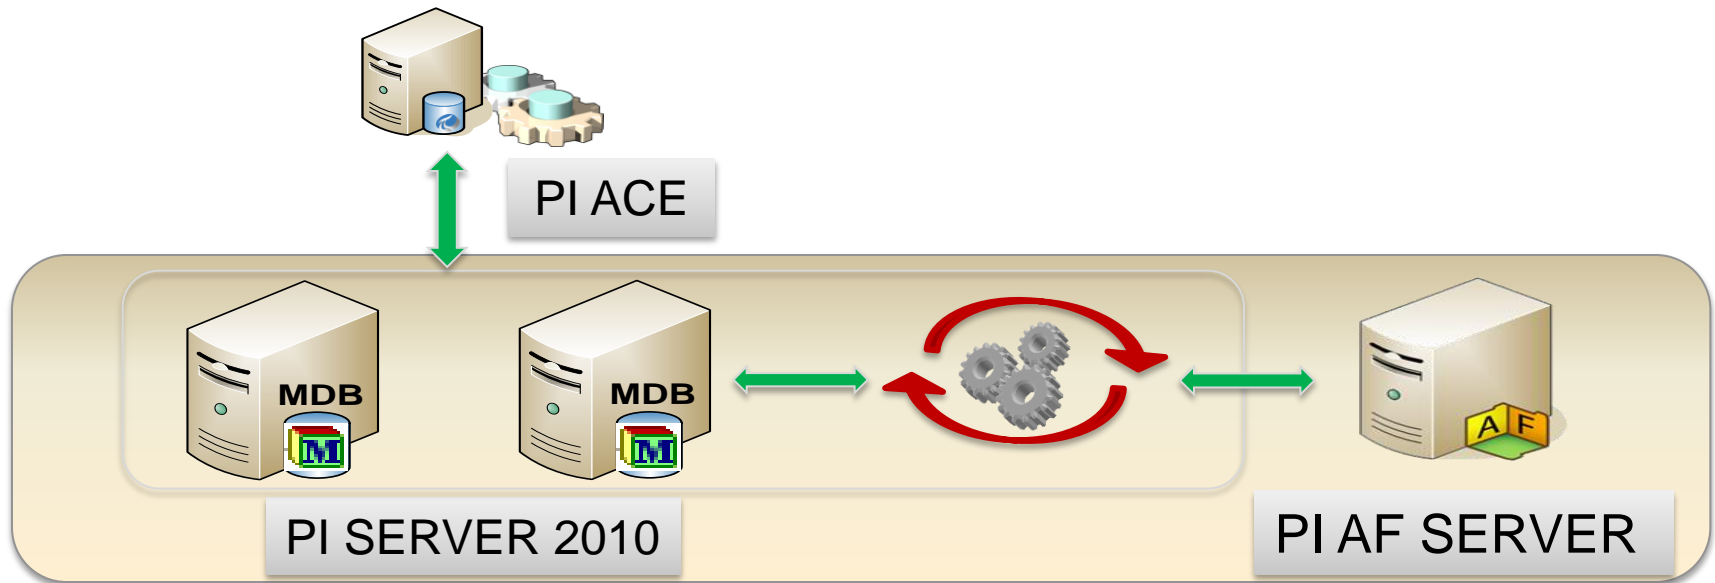 PI ACE
MDB
M
MDB
M
A F
PI SERVER 2010
PI AF SERVER